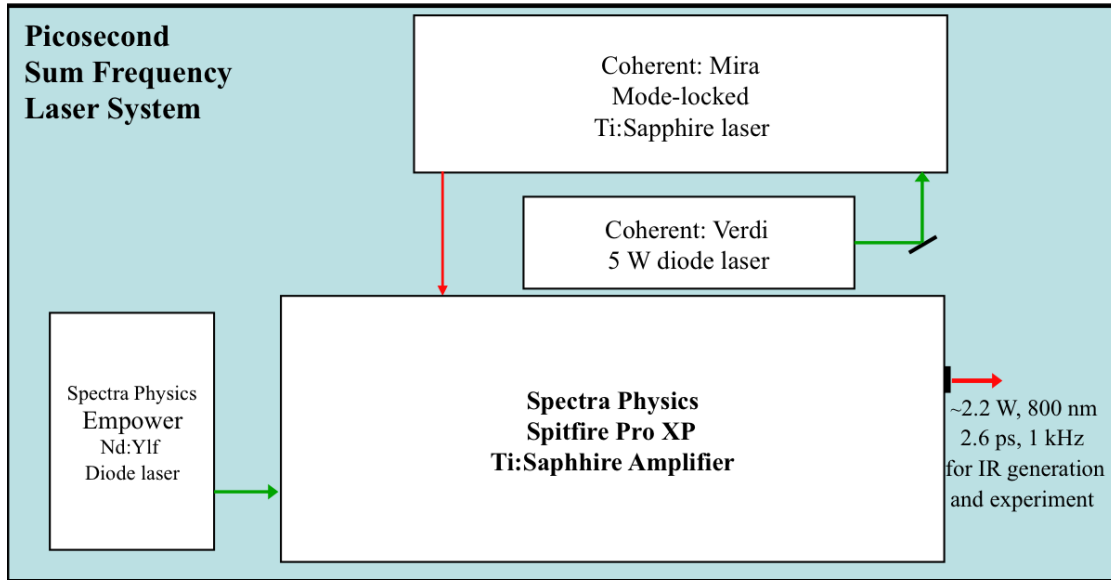 Picosecond
Sum Frequency
Laser System
Coherent: Mira
Mode-locked
Ti:Sapphire laser
Coherent: Verdi
5 W diode laser
Spectra Physics
Empower
Nd:Ylf
Diode laser
Spectra Physics
Spitfire Pro XP
Ti:Saphhire Amplifier
~2.2 W, 800 nm
2.6 ps, 1 kHz
for IR generation
and experiment